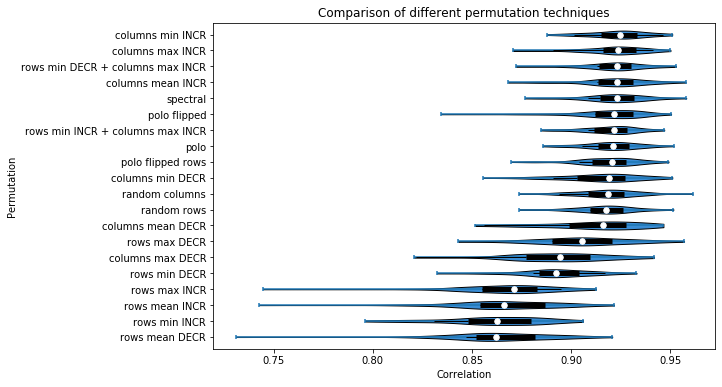 Comparison of different permutation techniques
Permutation
columns min INCR
columns max INCR
rows min DECR + columns max INCR
columns mean INCR
spectral
polo flipped
rows min INCR + columns max INCR
polo
polo flipped rows
columns min DECR
random columns
random rows
columns mean DECR
rows max DECR
columns max DECR
rows min DECR
rows max INCR
rows mean INCR
rows min INCR
rows mean DECR
0.75 0.80 0.85 0.90 0.95
Correlation